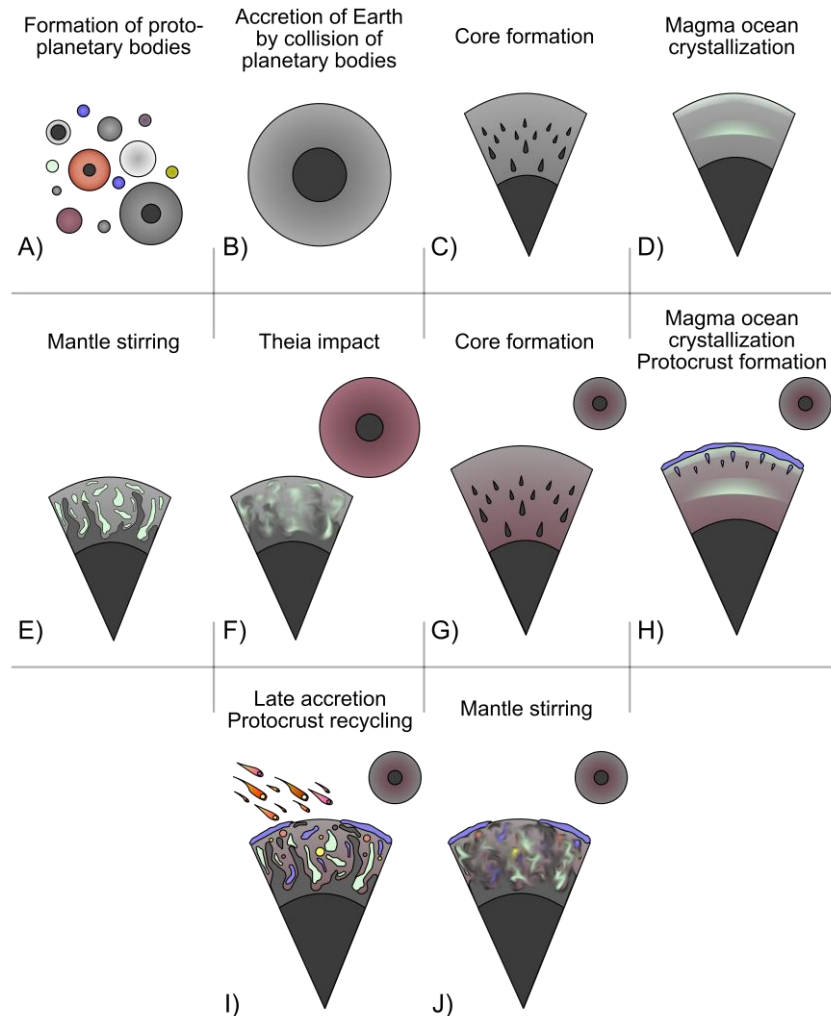 Formation of proto-
planetary bodies
Accretion of Earth
by collision of
planetary bodies
Core formation
Magma ocean
crystallization
A)
B)
C)
D)
Mantle stirring
Theia impact
Core formation
Magma ocean
crystallization
Protocrust formation
E)
F)
G)
H)
Late accretion
Protocrust recycling
Mantle stirring
I)
J)